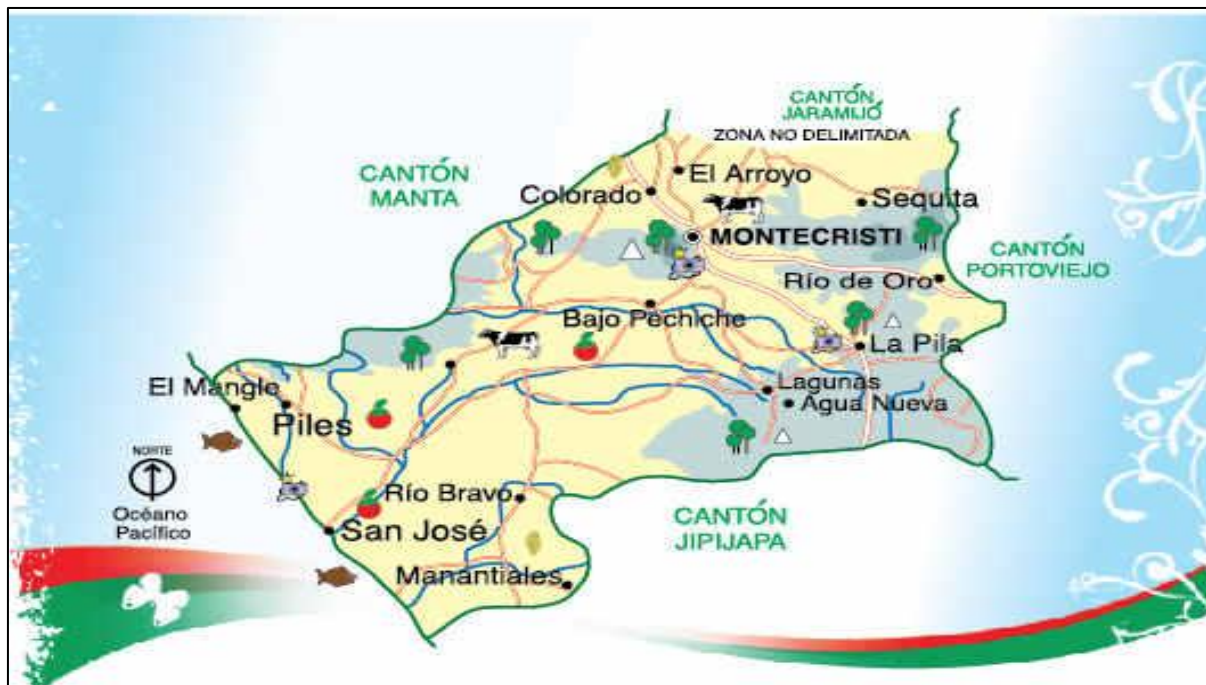 CANTÓN
JARAMIJÓ
ZONA NO DELIMITADA
CANTÓN
MANTA
El Arroyo
Colorado
Sequita
MONTECRISTI
CANTÓN
PORTOVIEJO
Río de Oro
Bajo Pechiche
La Pila
El Mangle
Lagunas
Agua Nueva
Piles
NORTE
Océano
Pacífico
Río Bravo
San José
CANTÓN
JIPIJAPA
Manantiales